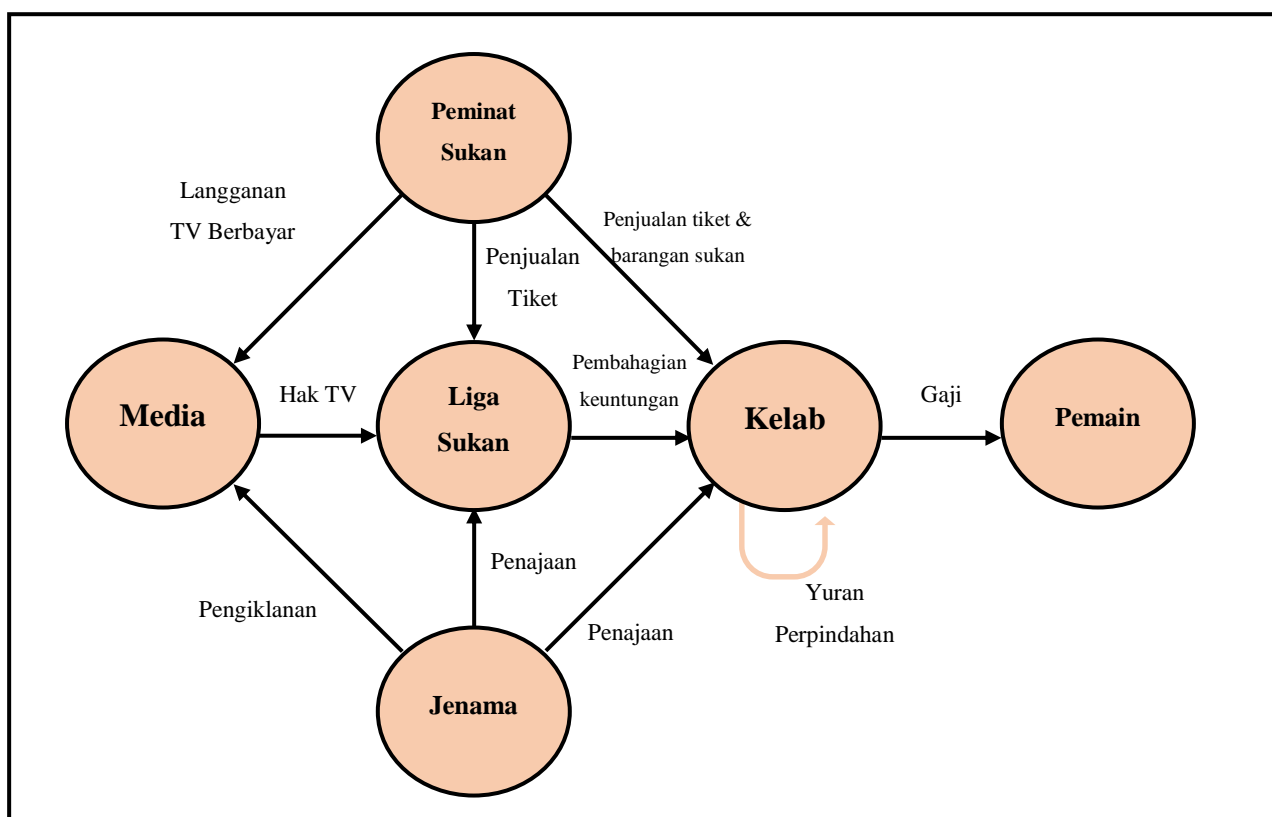 Peminat
Sukan
Langganan
TV Berbayar
Penjualan tiket &
barangan sukan
Penjualan
Tiket
Media
Hak TV
Liga
Sukan
Pembahagian
keuntungan
Kelab
Gaji
Pemain
Penajaan
Pengiklanan
Penajaan
Yuran
Perpindahan
Jenama